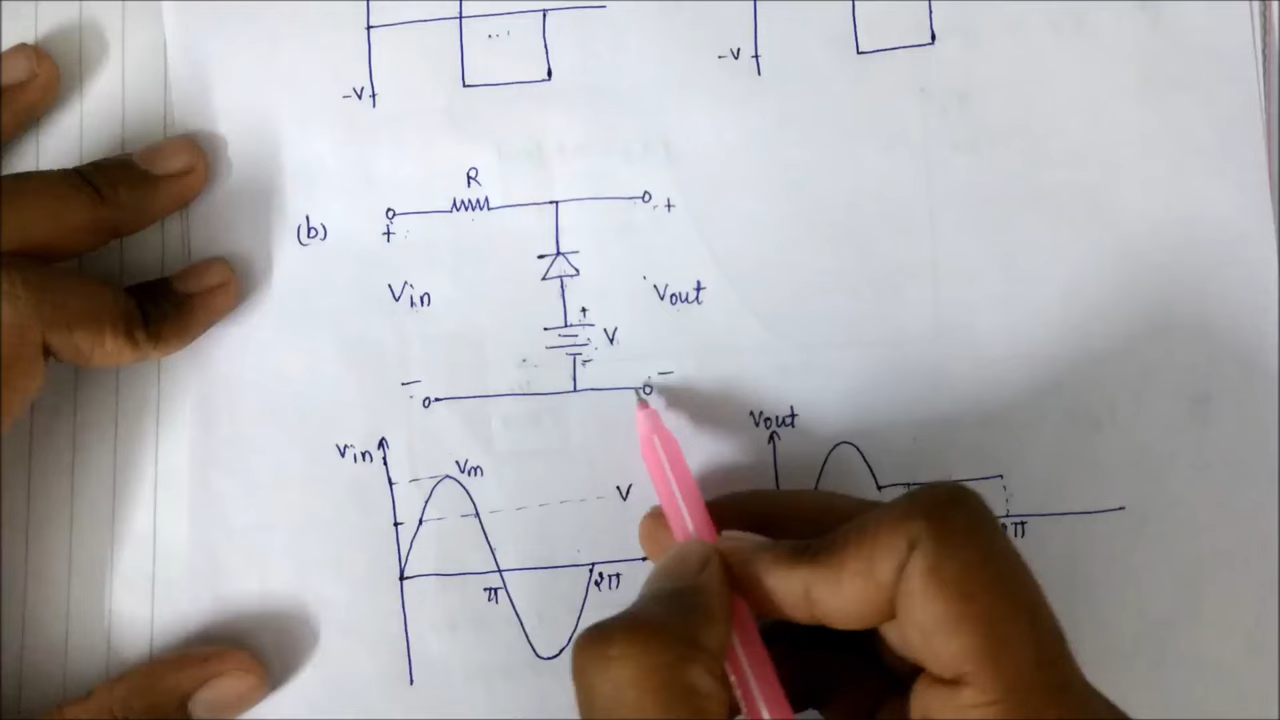 ...
-V
-V
R
(b)
+
+
Vin
Vout
+
V
-
-
-
Vin
Vm
V
π
2π
Vout